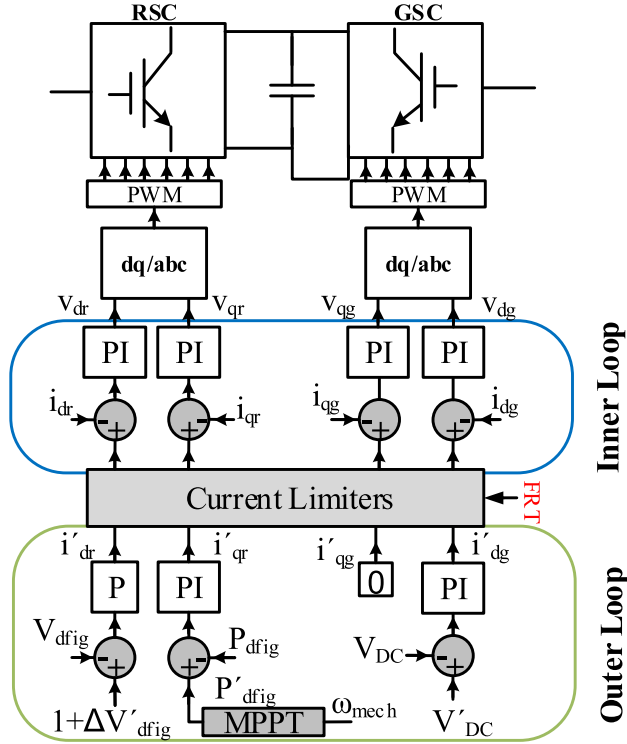 RSC GSC
PWM PWM
dq/abc dq/abc
v_dr v_qr v_qg v_dg
PI PI PI PI
i_dr i_qr i_qg i_dg
- + - + - + - +
Inner Loop
Current Limiters
FRT
i´_dr i´_qr i´_qg i´_dg
P PI 0 PI
V_dfig P_dfig V_DC
- + - + - +
P´_dfig
1+ΔV´_dfig MPPT ω_mech V´_DC
Outer Loop